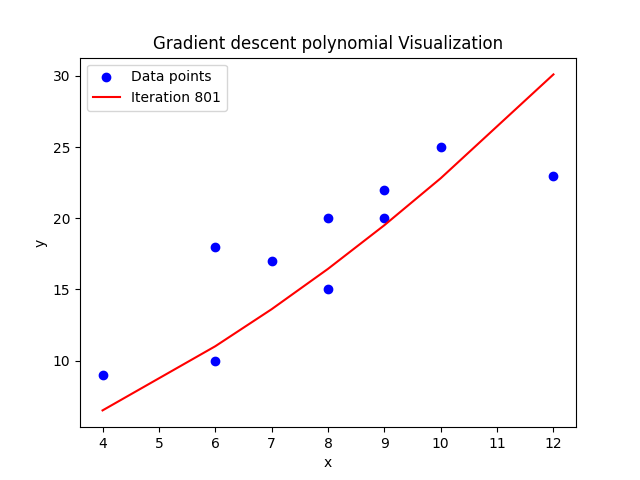 Gradient descent polynomial Visualization
Data points
Iteration 801
30
25
20
15
10
y
4 5 6 7 8 9 10 11 12
x